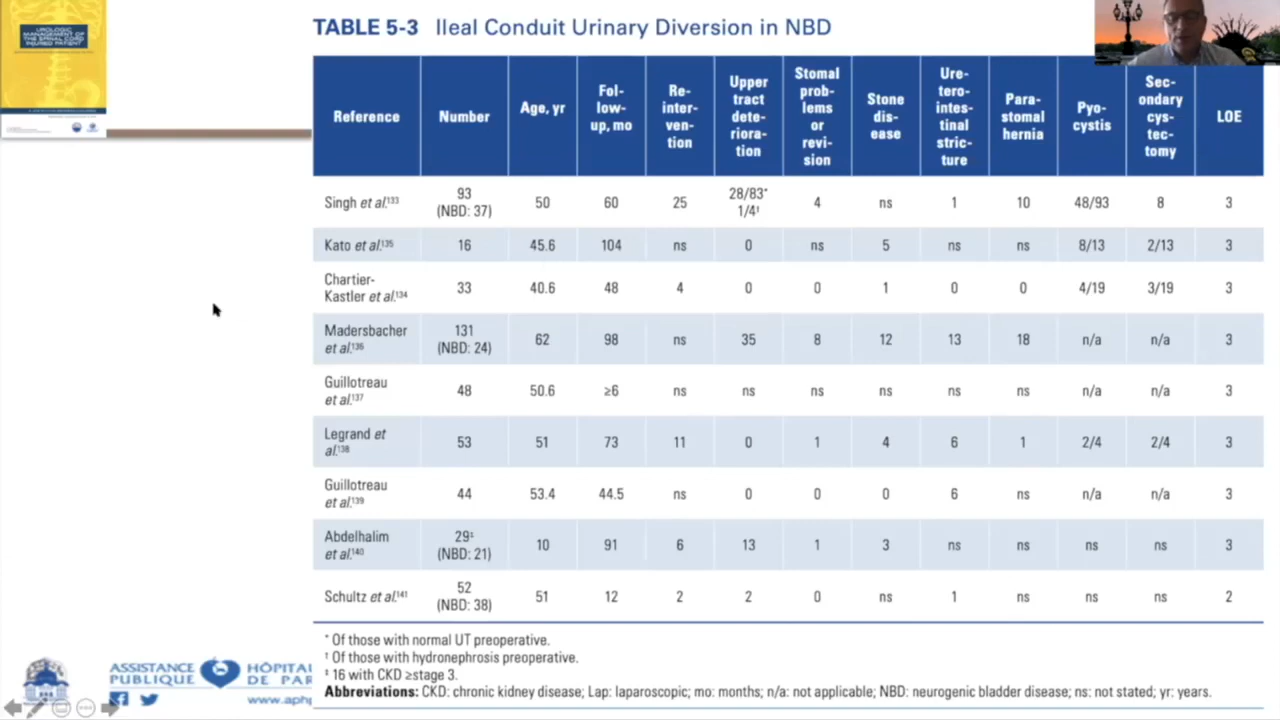 UROLOGIC
MANAGEMENT OF
THE SPINAL CORD
INJURED PATIENT
TABLE 5-3 Ileal Conduit Urinary Diversion in NBD
Reference Number Age, yr Fol-low-up, mo Re-inter-ven-tion Upper tract dete-riora-tion Stomal prob-lems or revi-sion Stone dis-ease Ure-tero-intes-tinal stric-ture Para-stomal hernia Pyo-cystis Sec-ondary cys-tec-tomy LOE
Singh et al.¹³³ 93 (NBD: 37) 50 60 25 28/83* 1/4† 4 ns 1 10 48/93 8 3
Kato et al.¹³⁵ 16 45.6 104 ns 0 ns 5 ns ns 8/13 2/13 3
Chartier-Kastler et al.¹³⁴ 33 40.6 48 4 0 0 1 0 0 4/19 3/19 3
Madersbacher et al.¹³⁶ 131 (NBD: 24) 62 98 ns 35 8 12 13 18 n/a n/a 3
Guillotreau et al.¹³⁷ 48 50.6 ≥6 ns ns ns ns ns ns n/a n/a 3
Legrand et al.¹³⁸ 53 51 73 11 0 1 4 6 1 2/4 2/4 3
Guillotreau et al.¹³⁹ 44 53.4 44.5 ns 0 0 0 6 ns n/a n/a 3
Abdelhalim et al.¹⁴⁰ 29‡ (NBD: 21) 10 91 6 13 1 3 ns ns ns ns 3
Schultz et al.¹⁴¹ 52 (NBD: 38) 51 12 2 2 0 ns 1 ns ns ns 2
* Of those with normal UT preoperative.
† Of those with hydronephrosis preoperative.
‡ 16 with CKD ≥stage 3.
Abbreviations: CKD: chronic kidney disease; Lap: laparoscopic; mo: months; n/a: not applicable; NBD: neurogenic bladder disease; ns: not stated; yr: years.
ASSISTANCE HÔPITA
PUBLIQUE DE PAR
www.aphp